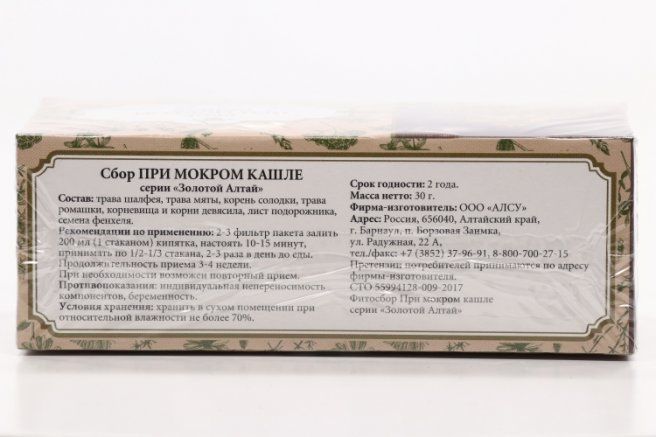 Сбор ПРИ МОКРОМ КАШЛЕ
серии «Золотой Алтай»
Состав: трава шалфея, трава мяты, корень солодки, трава
ромашки, корневища и корни девясила, лист подорожника,
семена фенхеля.
Рекомендации по применению: 2-3 фильтр пакета залить
200 мл (1 стаканом) кипятка, настоять 10-15 минут,
принимать по 1/2-1/3 стакана, 2-3 раза в день до еды.
Продолжительность приема 3-4 недели.
При необходимости возможен повторный прием.
Противопоказания: индивидуальная непереносимость
компонентов, беременность.
Условия хранения: хранить в сухом помещении при
относительной влажности не более 70%.
Срок годности: 2 года.
Масса нетто: 30 г.
Фирма-изготовитель: ООО «АЛСУ»
Адрес: Россия, 656040, Алтайский край,
г. Барнаул, п. Борзовая Заимка,
ул. Радужная, 22 А,
тел./факс: +7 (3852) 37-96-91, 8-800-700-27-15
Претензии потребителей принимаются по адресу
фирмы-изготовителя.
СТО 55994128-009-2017
Фитосбор При мокром кашле
серии «Золотой Алтай»